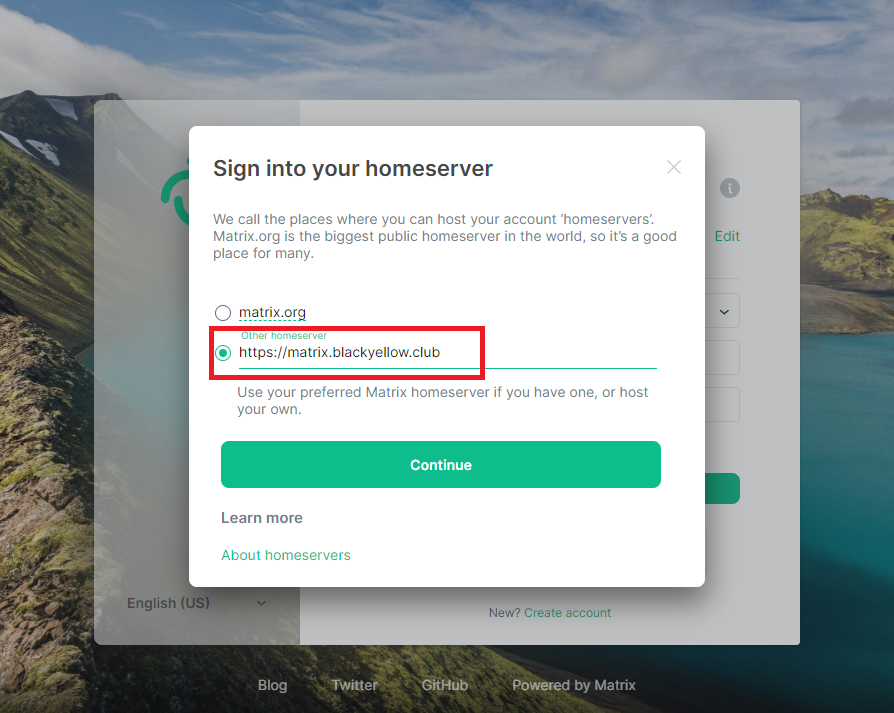 Sign into your homeserver
We call the places where you can host your account ‘homeservers’.
Matrix.org is the biggest public homeserver in the world, so it’s a good
place for many.
Edit
matrix.org
Other homeserver
https://matrix.blackyellow.club
Use your preferred Matrix homeserver if you have one, or host
your own.
Continue
Learn more
About homeservers
English (US)
New? Create account
Blog Twitter GitHub Powered by Matrix